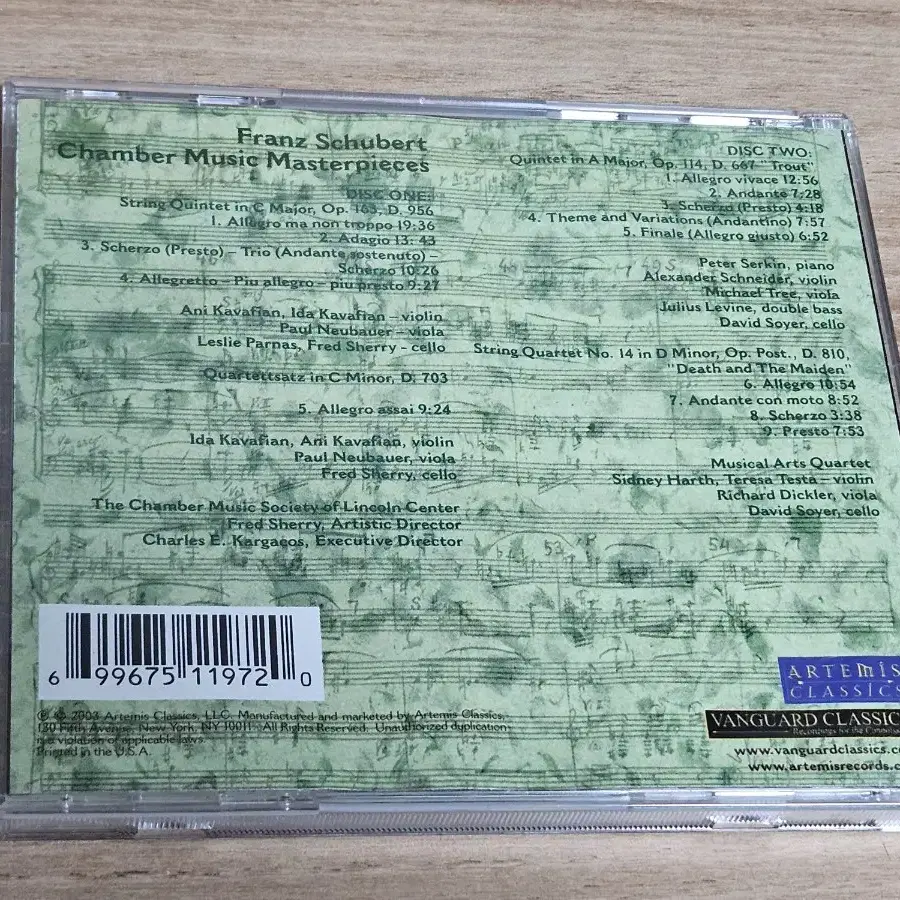 Franz Schubert
Chamber Music Masterpieces
DISC ONE:
String Quintet in C Major, Op. 163, D. 956
1. Allegro ma non troppo 19:36
2. Adagio 13: 43
3. Scherzo (Presto) – Trio (Andante sostenuto) –
Scherzo 10:26
4. Allegretto – Piu allegro – piu presto 9:27
Ani Kavafian, Ida Kavafian – violin
Paul Neubauer – viola
Leslie Parnas, Fred Sherry - cello
Quartettsatz in C Minor, D. 703
5. Allegro assai 9:24
Ida Kavafian, Ani Kavafian, violin
Paul Neubauer, viola
Fred Sherry, cello
The Chamber Music Society of Lincoln Center
Fred Sherry, Artistic Director
Charles E. Kargacos, Executive Director
DISC TWO:
Quintet in A Major, Op. 114, D. 667 "Trout"
1. Allegro vivace 12:56
2. Andante 7:28
3. Scherzo (Presto) 4:18
4. Theme and Variations (Andantino) 7:57
5. Finale (Allegro giusto) 6:52
Peter Serkin, piano
Alexander Schneider, violin
Michael Tree, viola
Julius Levine, double bass
David Soyer, cello
String Quartet No. 14 in D Minor, Op. Post., D. 810,
"Death and The Maiden"
6. Allegro 10:54
7. Andante con moto 8:52
8. Scherzo 3:38
9. Presto 7:53
Musical Arts Quartet
Sidney Harth, Teresa Testa – violin
Richard Dickler, viola
David Soyer, cello
6 99675 11972 0
℗ © 2003 Artemis Classics, LLC. Manufactured and marketed by Artemis Classics,
130 Fifth Avenue, New York, NY 10011. All Rights Reserved. Unauthorized duplication
is a violation of applicable laws.
Printed in the U.S.A.
ARTEMIS
CLASSICS
VANGUARD CLASSIC
Recordings for the
www.vanguardclassics.co
www.artemisrecords.c